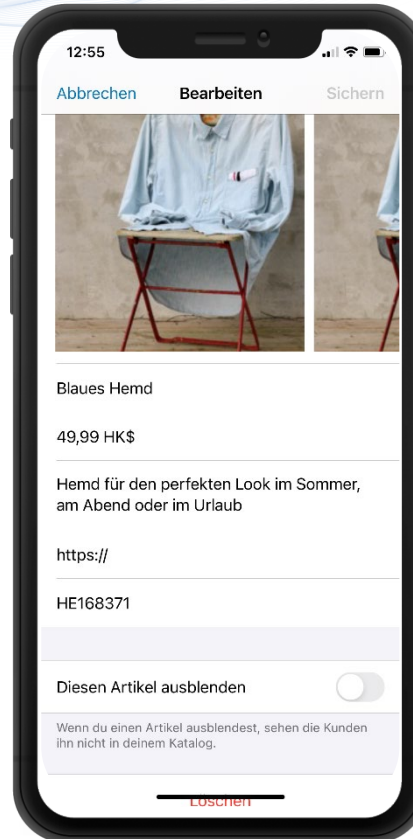 12:55
Abbrechen Bearbeiten Sichern
Blaues Hemd
49,99 HK$
Hemd für den perfekten Look im Sommer,
am Abend oder im Urlaub
https://
HE168371
Diesen Artikel ausblenden
Wenn du einen Artikel ausblendest, sehen die Kunden
ihn nicht in deinem Katalog.
Löschen